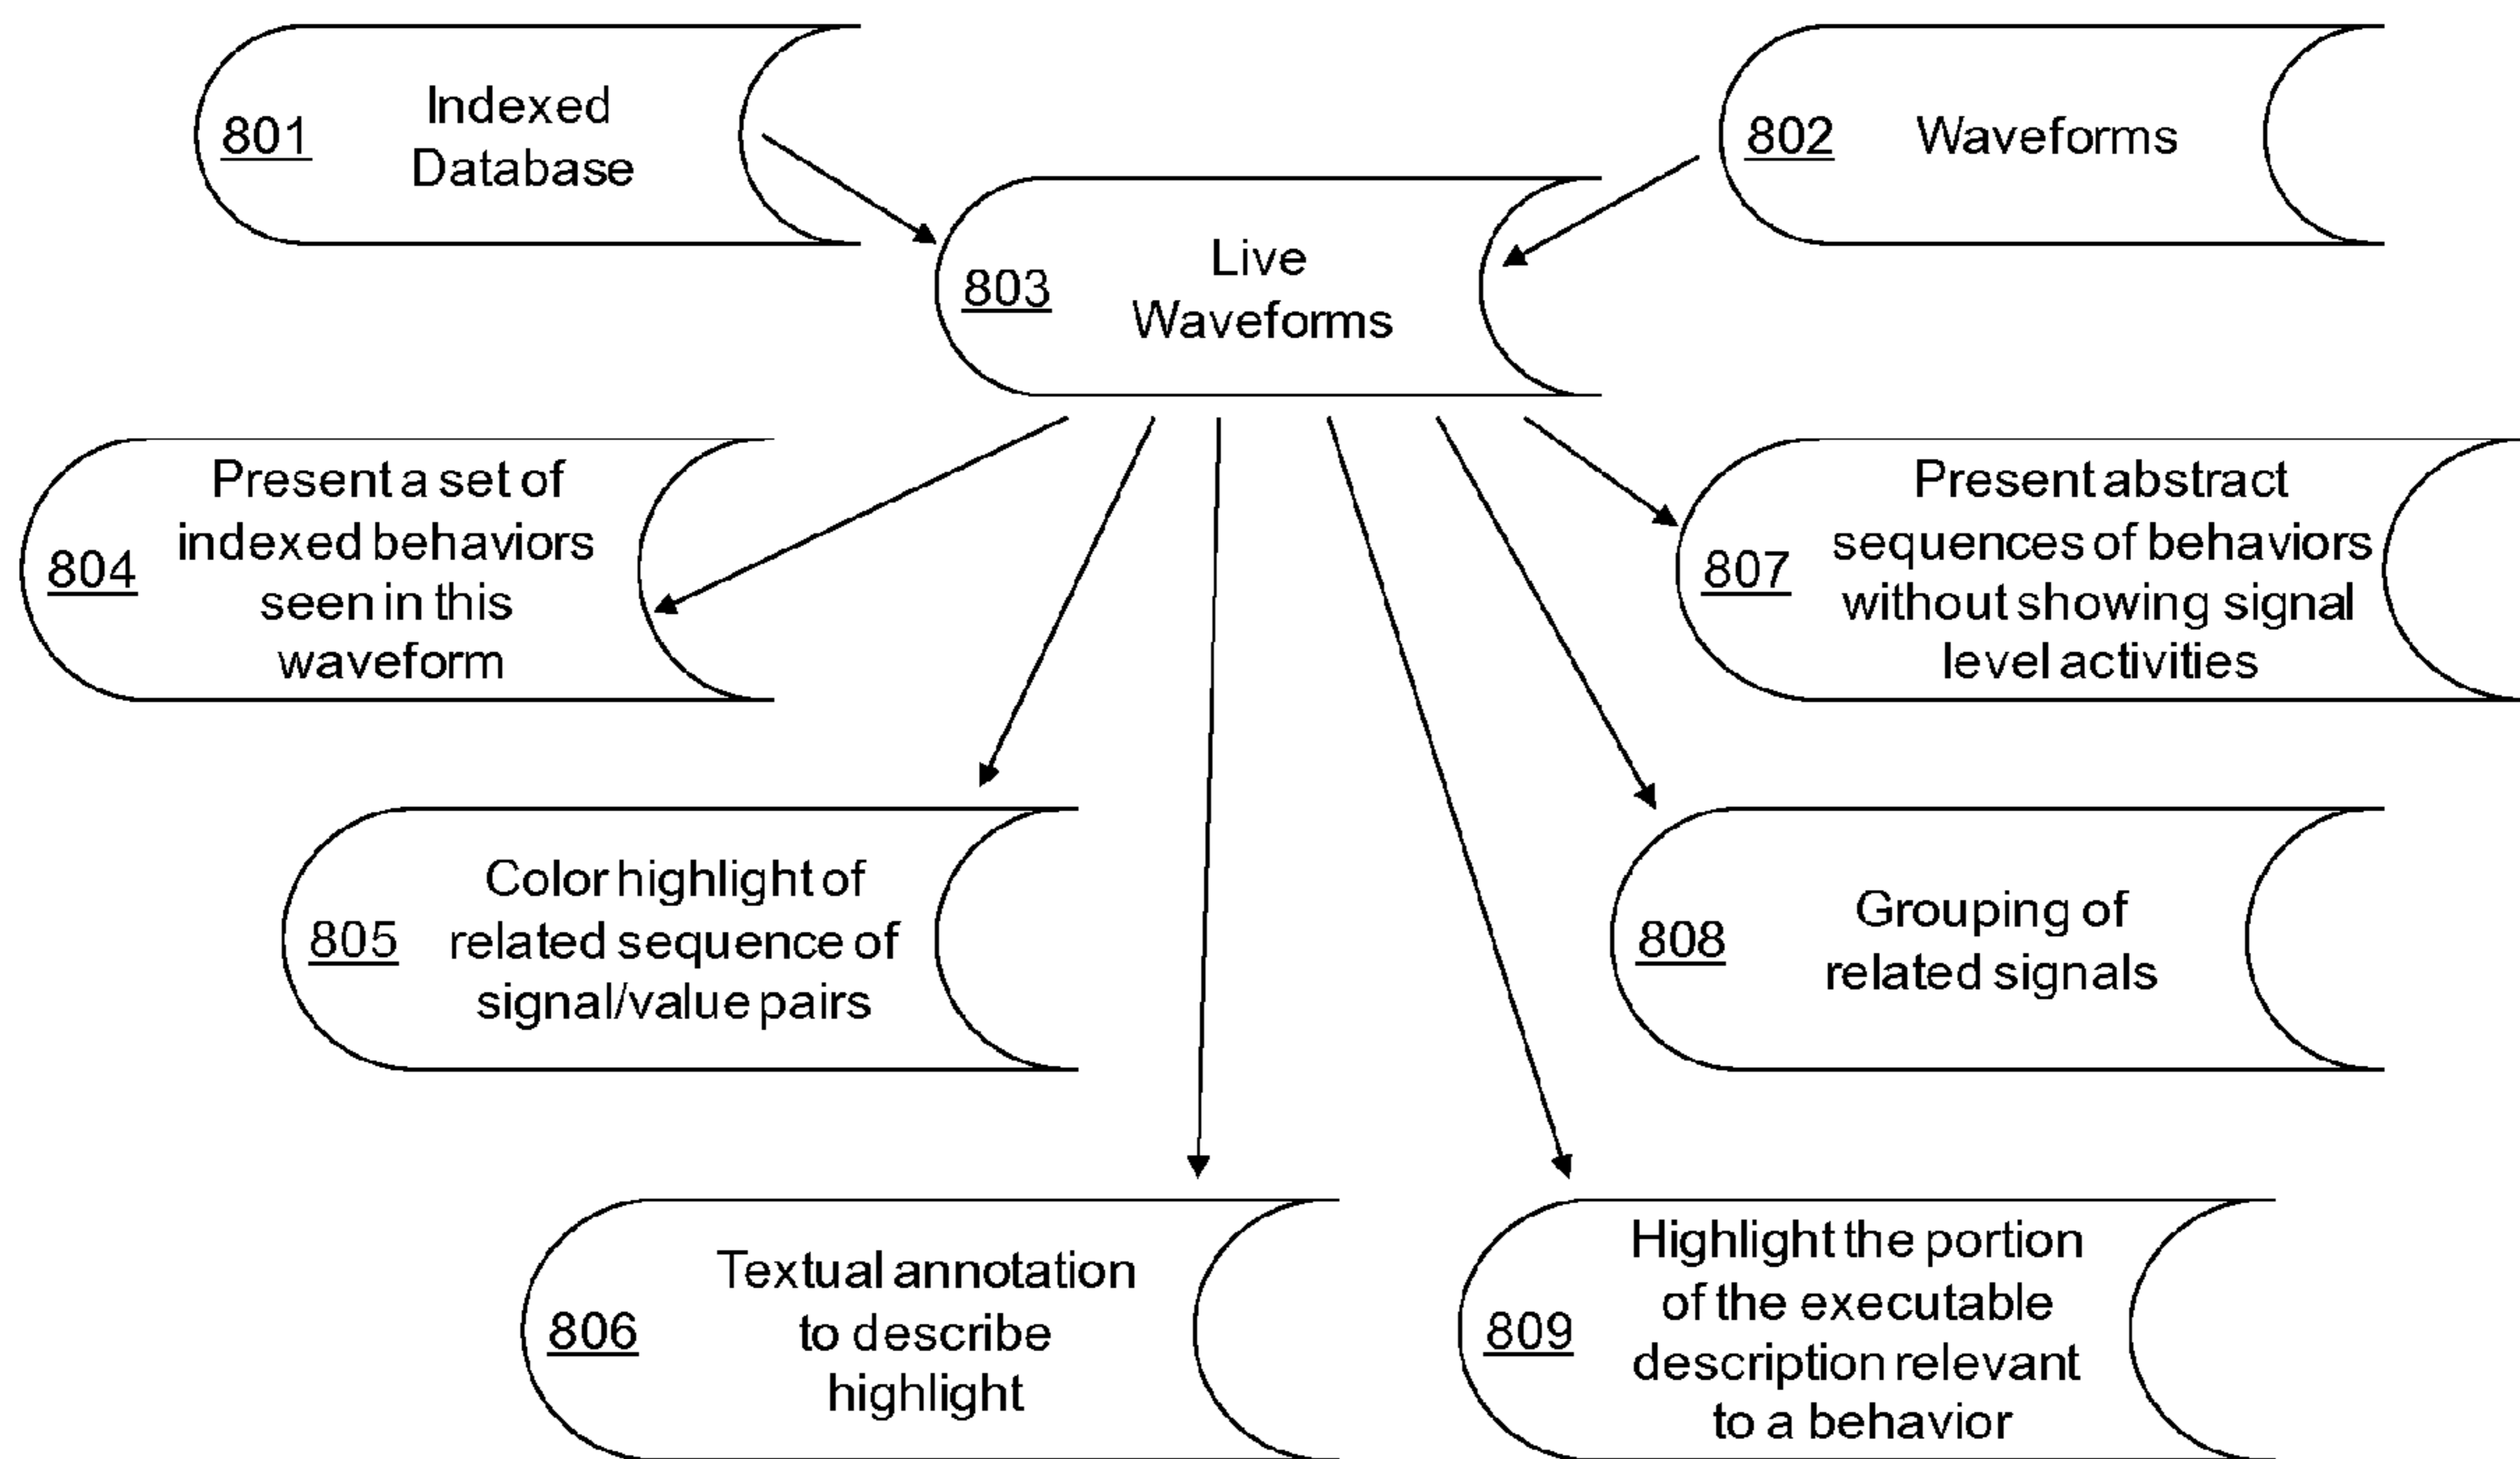 801
Indexed
Database
802
Waveforms
803
Live
Waveforms
804
Present a set of
indexed behaviors
seen in this
waveform
807
Present abstract
sequences of behaviors
without showing signal
level activities
805
Color highlight of
related sequence of
signal/value pairs
808
Grouping of
related signals
806
Textual annotation
to describe
highlight
809
Highlight the portion
of the executable
description relevant
to a behavior